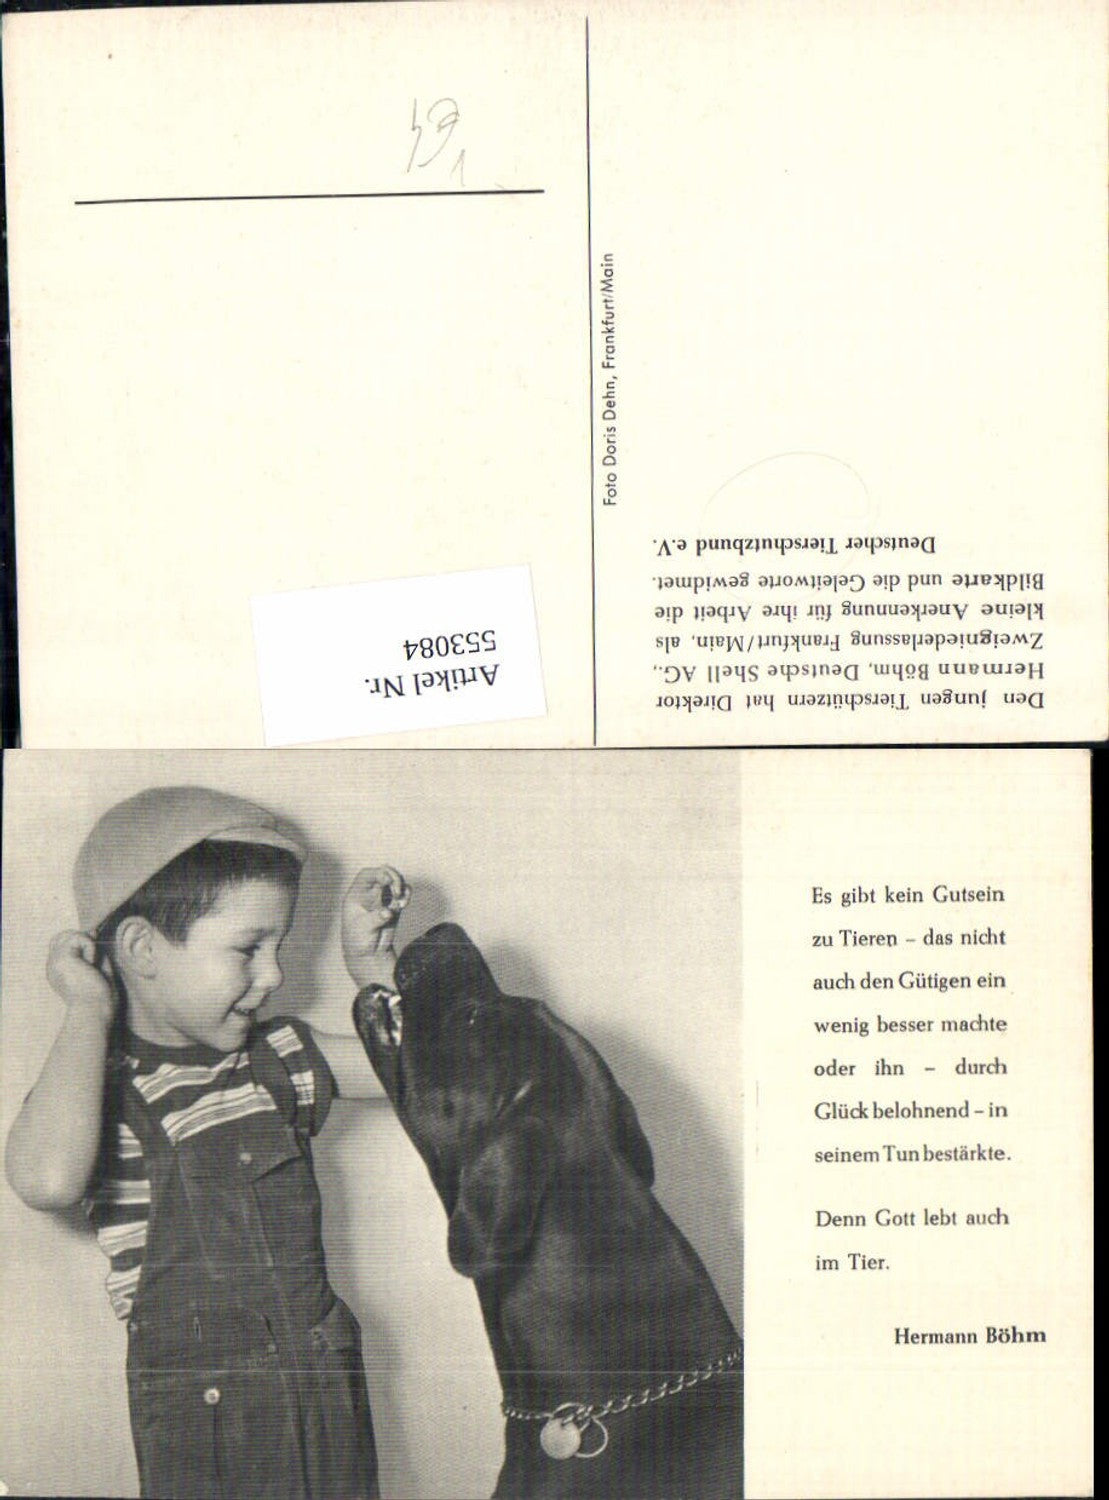 Foto Doris Dehn, Frankfurt/Main
Den jungen Tierschützern hat Direktor
Hermann Böhm, Deutsche Shell AG.,
Zweigniederlassung Frankfurt/Main, als
kleine Anerkennung für ihre Arbeit die
Bildkarte und die Geleitworte gewidmet.
Deutscher Tierschutzbund e.V.
Artikel Nr.
553084
Es gibt kein Gutsein
zu Tieren – das nicht
auch den Gütigen ein
wenig besser machte
oder ihn – durch
Glück belohnend – in
seinem Tun bestärkte.
Denn Gott lebt auch
im Tier.
Hermann Böhm